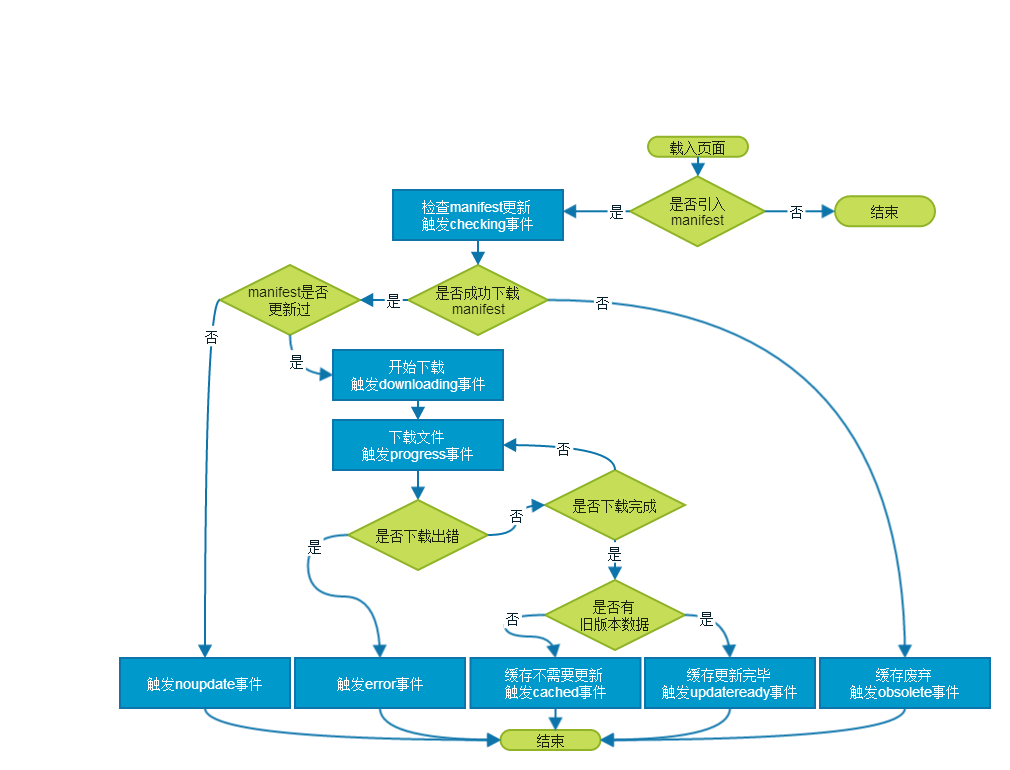 载入页面
是否引入
manifest
是
否
结束
检查manifest更新
触发checking事件
manifest是否
更新过
是
是否成功下载
manifest
否
否
是
开始下载
触发downloading事件
下载文件
触发progress事件
否
是否下载出错
否
是否下载完成
是
是
是否有
旧版本数据
否
是
触发noupdate事件
触发error事件
缓存不需要更新
触发cached事件
缓存更新完毕
触发updateready事件
缓存废弃
触发obsolete事件
结束